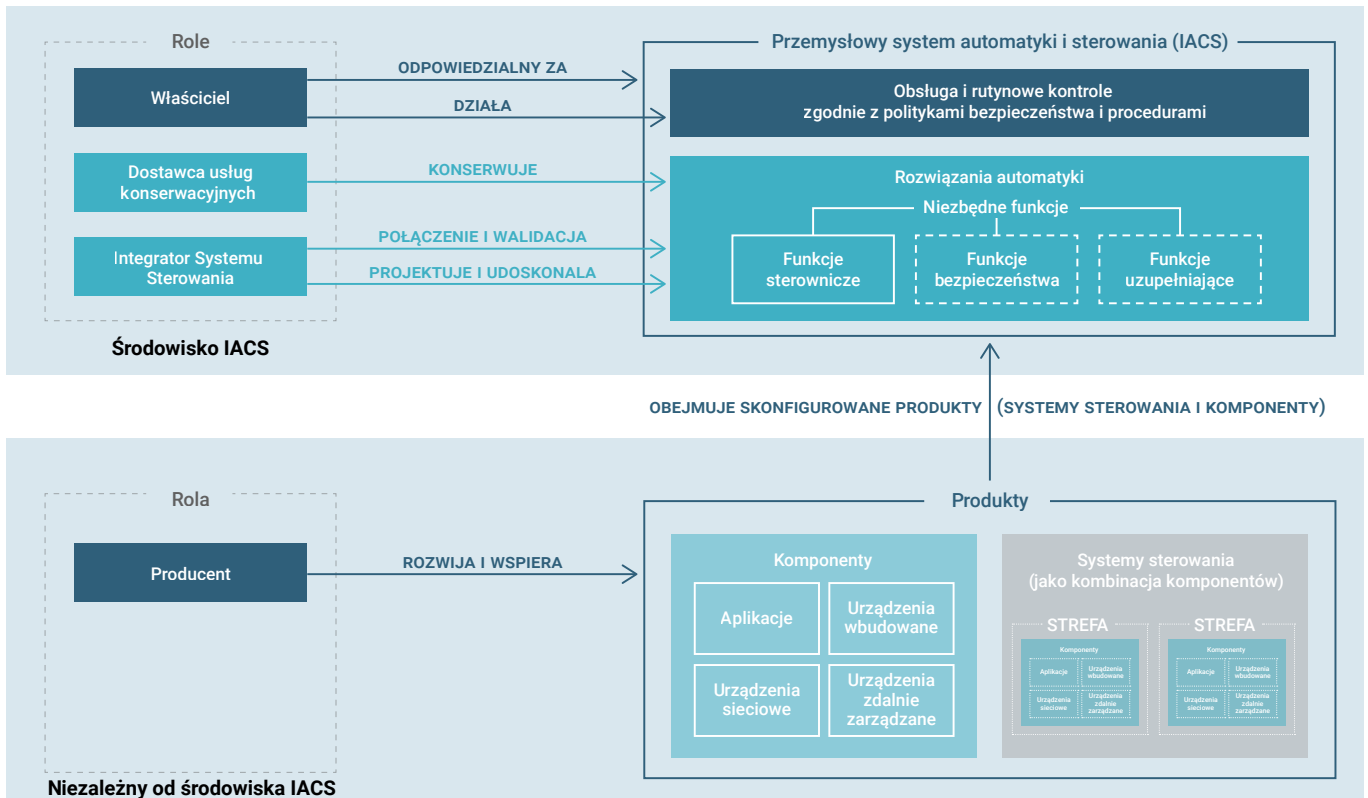 Role
Właściciel
Dostawca usług
konserwacyjnych
Integrator Systemu
Sterowania
Środowisko IACS
ODPOWIEDZIALNY ZA
DZIAŁA
KONSERWUJE
POŁĄCZENIE I WALIDACJA
PROJEKTUJE I UDOSKONALA
Przemysłowy system automatyki i sterowania (IACS)
Obsługa i rutynowe kontrole
zgodnie z politykami bezpieczeństwa i procedurami
Rozwiązania automatyki
Niezbędne funkcje
Funkcje
sterownicze
Funkcje
bezpieczeństwa
Funkcje
uzupełniające
OBEJMUJE SKONFIGUROWANE PRODUKTY (SYSTEMY STEROWANIA I KOMPONENTY)
Rola
Producent
Niezależny od środowiska IACS
ROZWIJA I WSPIERA
Produkty
Komponenty
Aplikacje
Urządzenia
wbudowane
Urządzenia
sieciowe
Urządzenia
zdalnie
zarządzane
Systemy sterowania
(jako kombinacja komponentów)
STREFA
Komponenty
Aplikacje
Urządzenia
wbudowane
Urządzenia
sieciowe
Urządzenia
zdalnie
zarządzane
STREFA
Komponenty
Aplikacje
Urządzenia
wbudowane
Urządzenia
sieciowe
Urządzenia
zdalnie
zarządzane